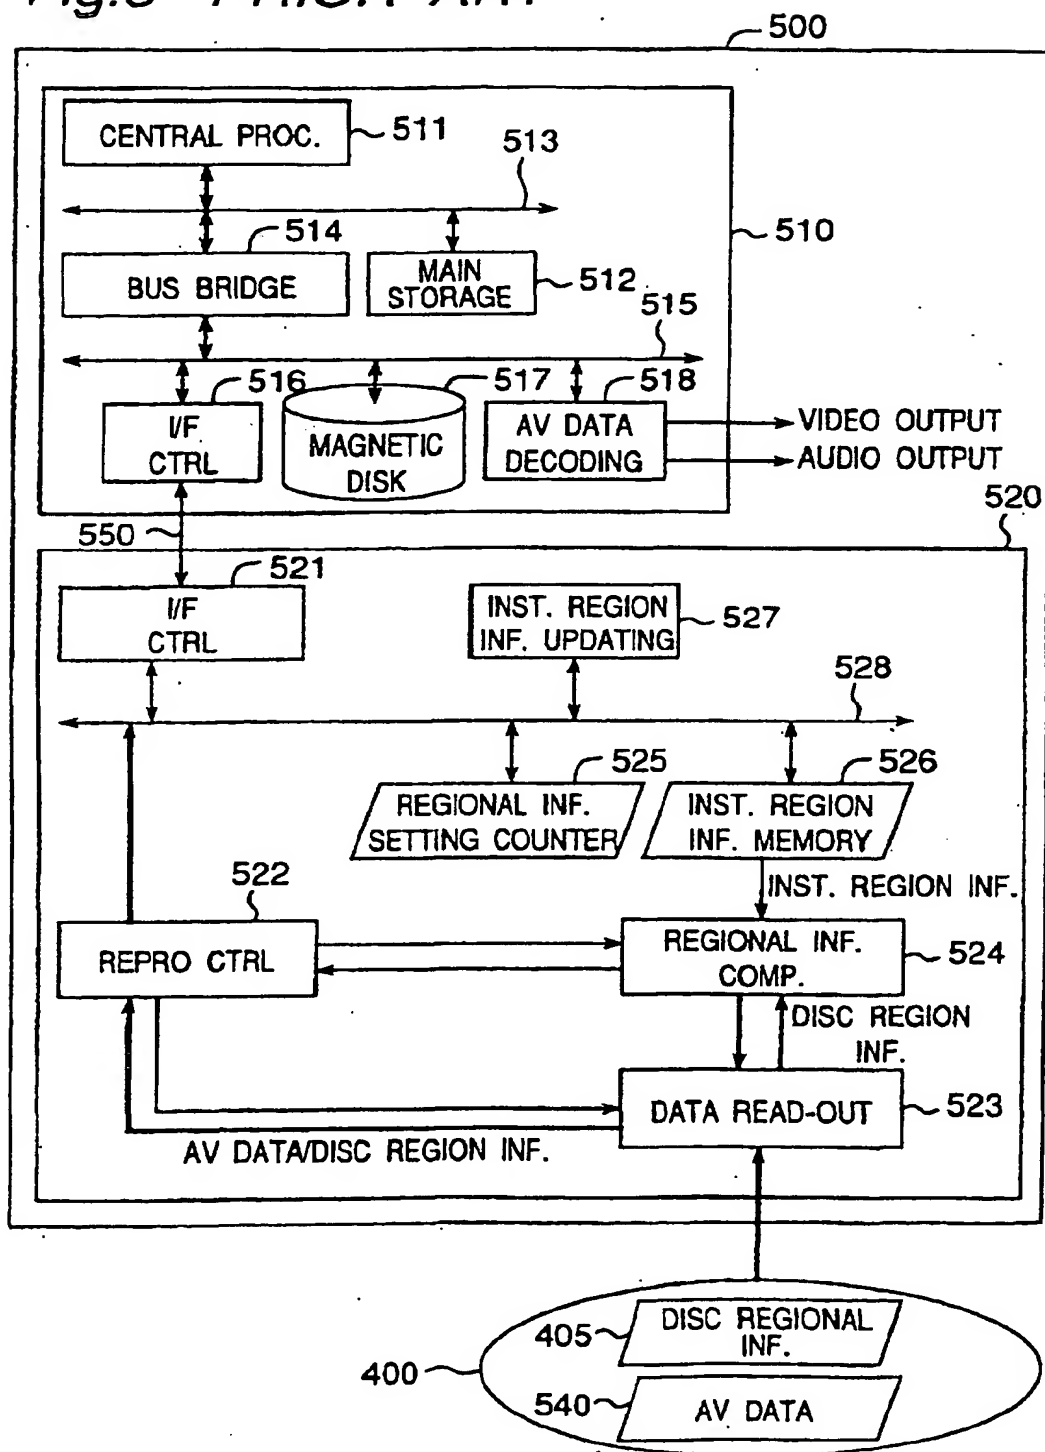 PRIOR ART
500
CENTRAL PROC.
511
513
514
510
BUS BRIDGE
MAIN
STORAGE
512
515
516
517
518
I/F
CTRL
MAGNETIC
DISK
AV DATA
DECODING
VIDEO OUTPUT
AUDIO OUTPUT
520
550
521
I/F
CTRL
INST. REGION
INF. UPDATING
527
528
525
526
REGIONAL INF.
SETTING COUNTER
INST. REGION
INF. MEMORY
522
INST. REGION INF.
REPRO CTRL
REGIONAL INF.
COMP.
524
DISC REGION
INF.
DATA READ-OUT
523
AV DATA/DISC REGION INF.
405
DISC REGIONAL
INF.
400
540
AV DATA